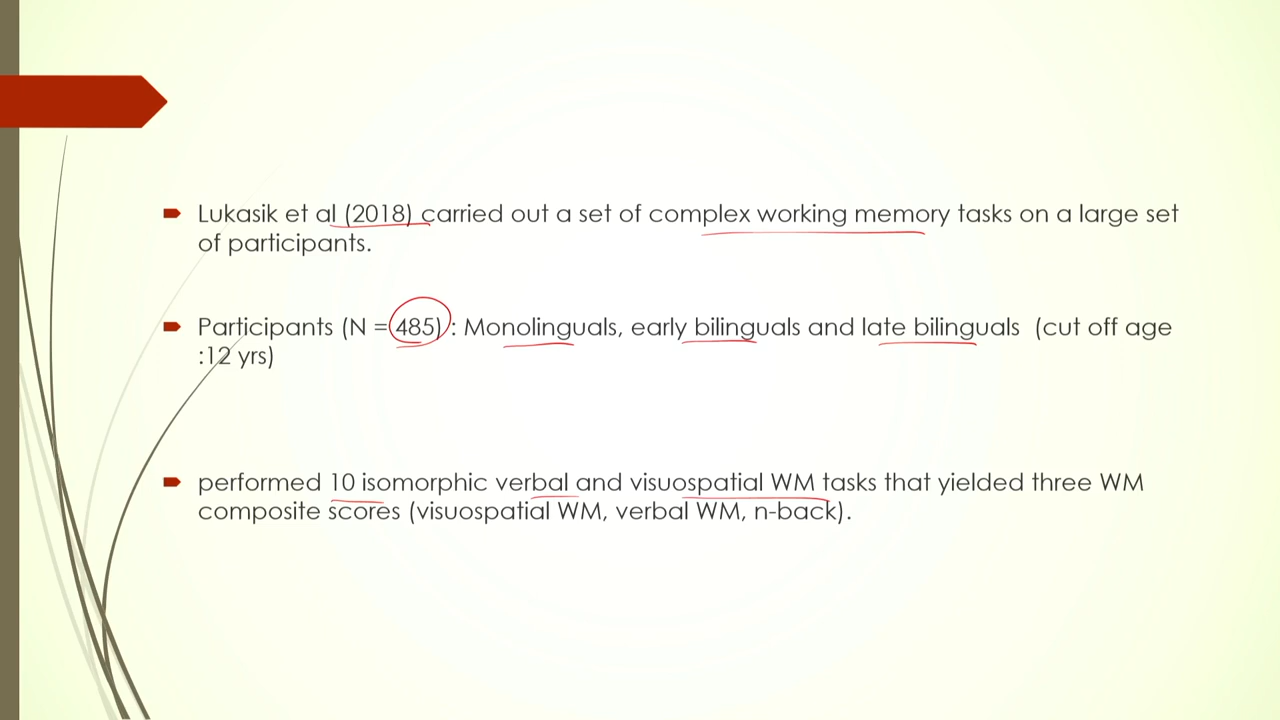 Lukasik et al (2018) carried out a set of complex working memory tasks on a large set
of participants.
Participants (N = 485) : Monolinguals, early bilinguals and late bilinguals (cut off age
:12 yrs)
performed 10 isomorphic verbal and visuospatial WM tasks that yielded three WM
composite scores (visuospatial WM, verbal WM, n-back).